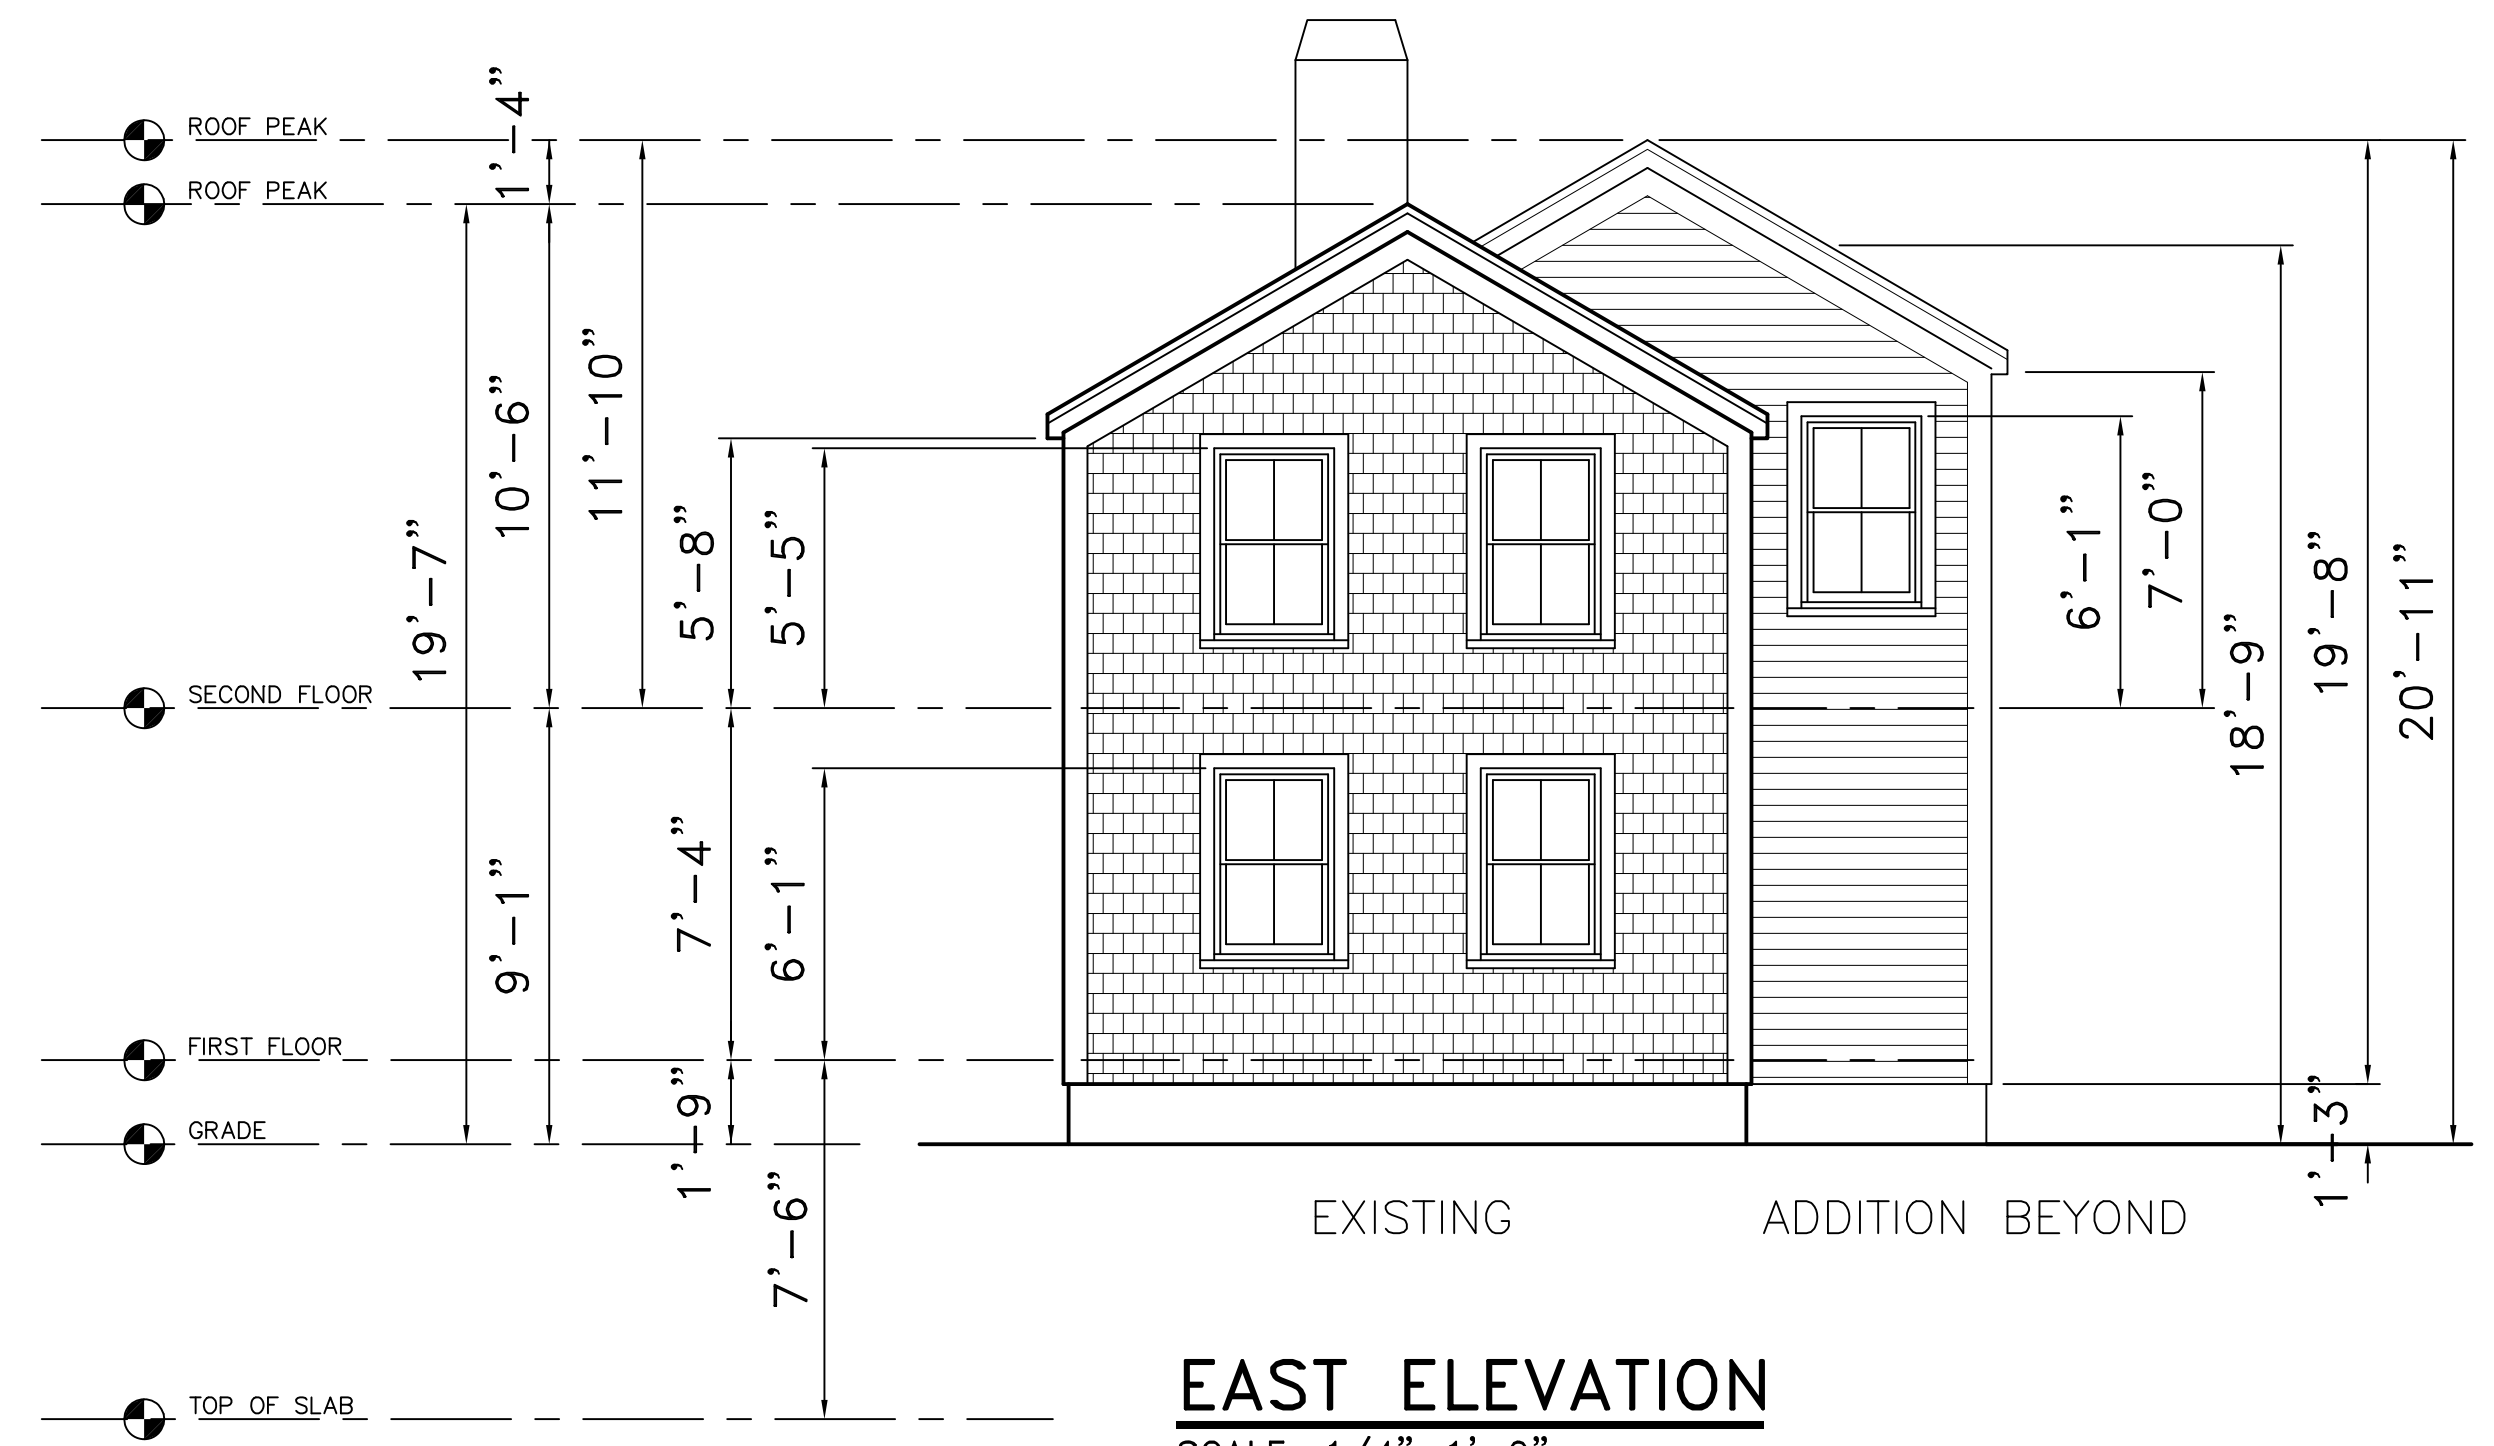 ROOF PEAK
ROOF PEAK
SECOND FLOOR
FIRST FLOOR
GRADE
TOP OF SLAB
19'-7"
1'-4"
10'-6"
9'-1"
11'-10"
5'-8"
7'-4"
1'-9"
5'-5"
6'-1"
7'-6"
6'-1"
7'-0"
18'-9"
19'-8"
1'-3"
20'-11"
EXISTING
ADDITION BEYOND
EAST ELEVATION